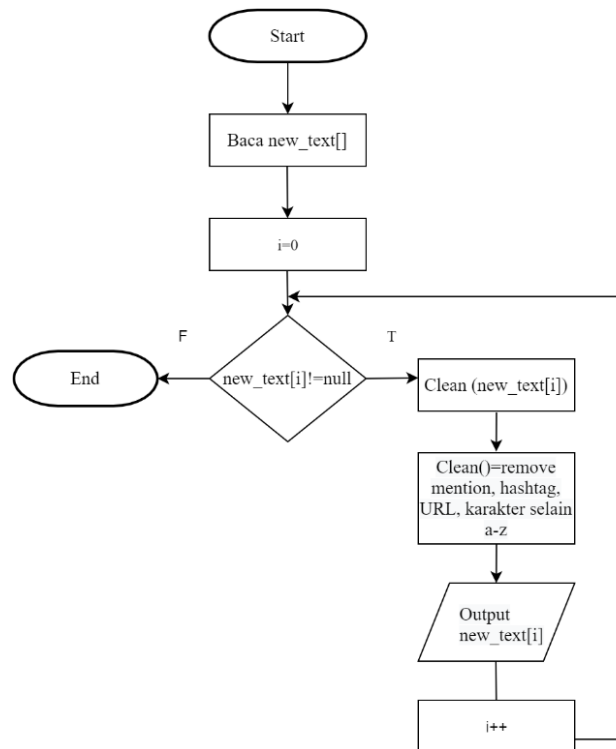 Start
Baca new_text[]
i=0
F
T
End
new_text[i]!=null
Clean (new_text[i])
Clean()=remove
mention, hashtag,
URL, karakter selain
a-z
Output
new_text[i]
i++